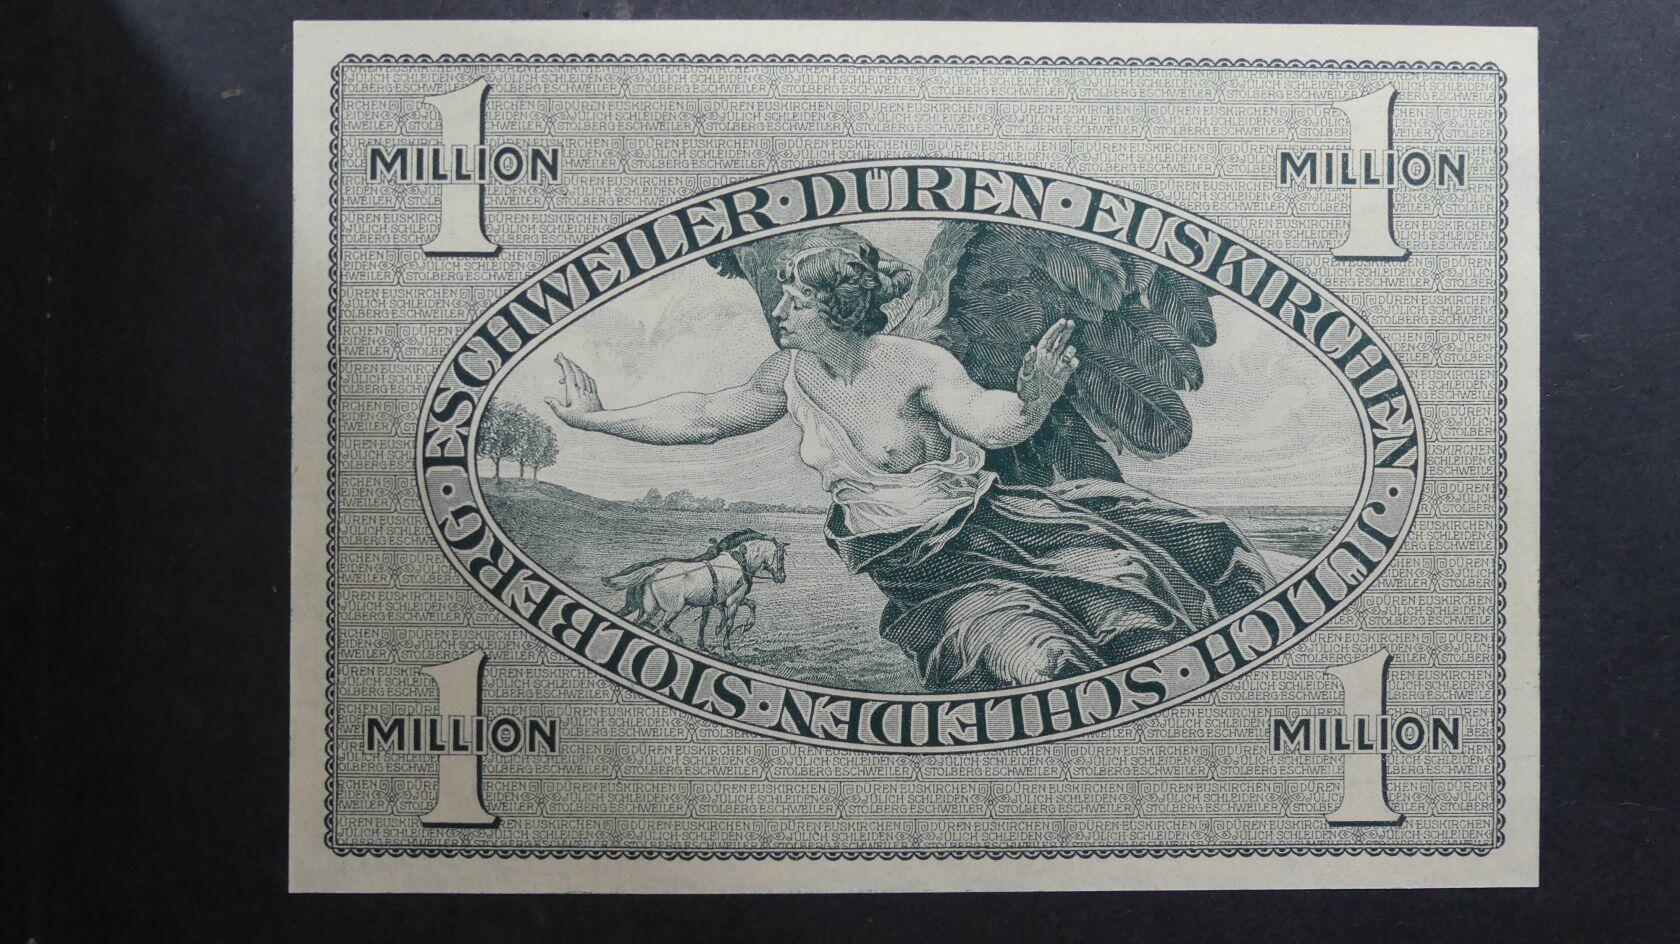 1 MILLION
1 MILLION
ESCHWEILER · DÜREN · EUSKIRCHEN · JÜLICH · SCHLEIDEN · STOLBERG ·
1 MILLION
1 MILLION
DÜREN EUSKIRCHEN
JÜLICH SCHLEIDEN
STOLBERG ESCHWEILER